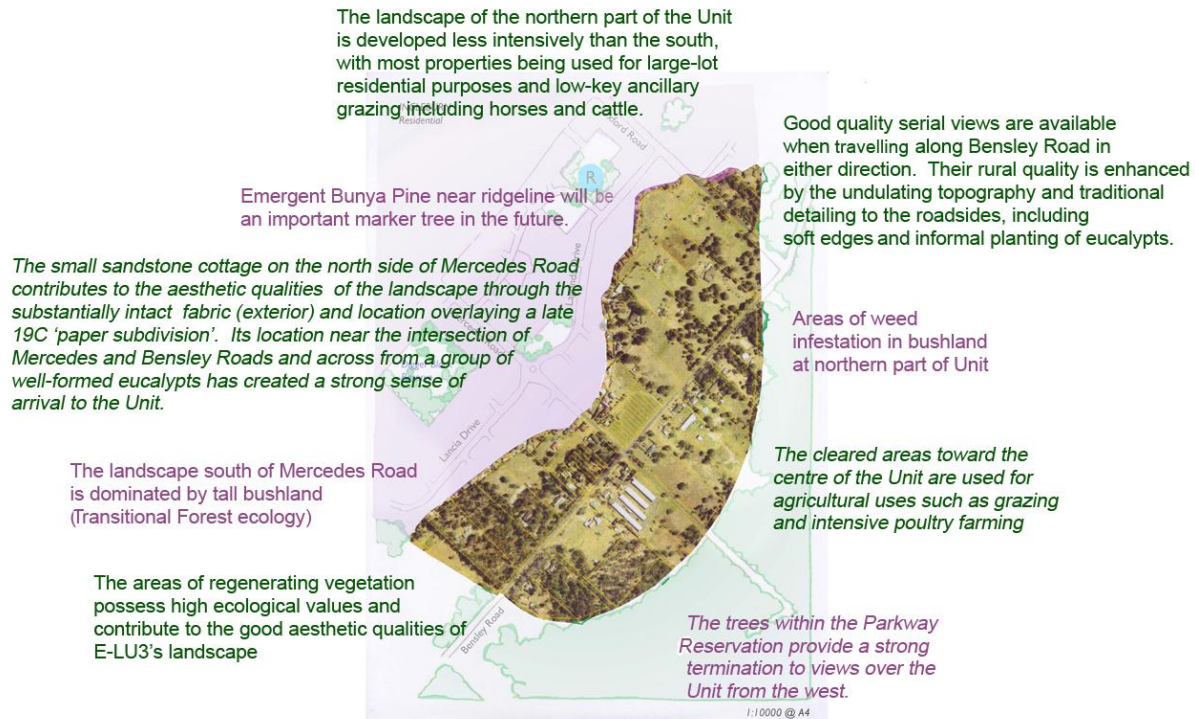 The landscape of the northern part of the Unit
is developed less intensively than the south,
with most properties being used for large-lot
residential purposes and low-key ancillary
grazing including horses and cattle.
Residential
Good quality serial views are available
when travelling along Bensley Road in
either direction. Their rural quality is enhanced
by the undulating topography and traditional
detailing to the roadsides, including
soft edges and informal planting of eucalypts.
R
Emergent Bunya Pine near ridgeline will be
an important marker tree in the future.
The small sandstone cottage on the north side of Mercedes Road
contributes to the aesthetic qualities of the landscape through the
substantially intact fabric (exterior) and location overlaying a late
19C ‘paper subdivision’. Its location near the intersection of
Mercedes and Bensley Roads and across from a group of
well-formed eucalypts has created a strong sense of
arrival to the Unit.
Areas of weed
infestation in bushland
at northern part of Unit
Lancia Drive
The landscape south of Mercedes Road
is dominated by tall bushland
(Transitional Forest ecology)
The cleared areas toward the
centre of the Unit are used for
agricultural uses such as grazing
and intensive poultry farming
The areas of regenerating vegetation
possess high ecological values and
contribute to the good aesthetic qualities of
E-LU3’s landscape
Bensley Road
The trees within the Parkway
Reservation provide a strong
termination to views over the
Unit from the west.
1:10000 @ A4